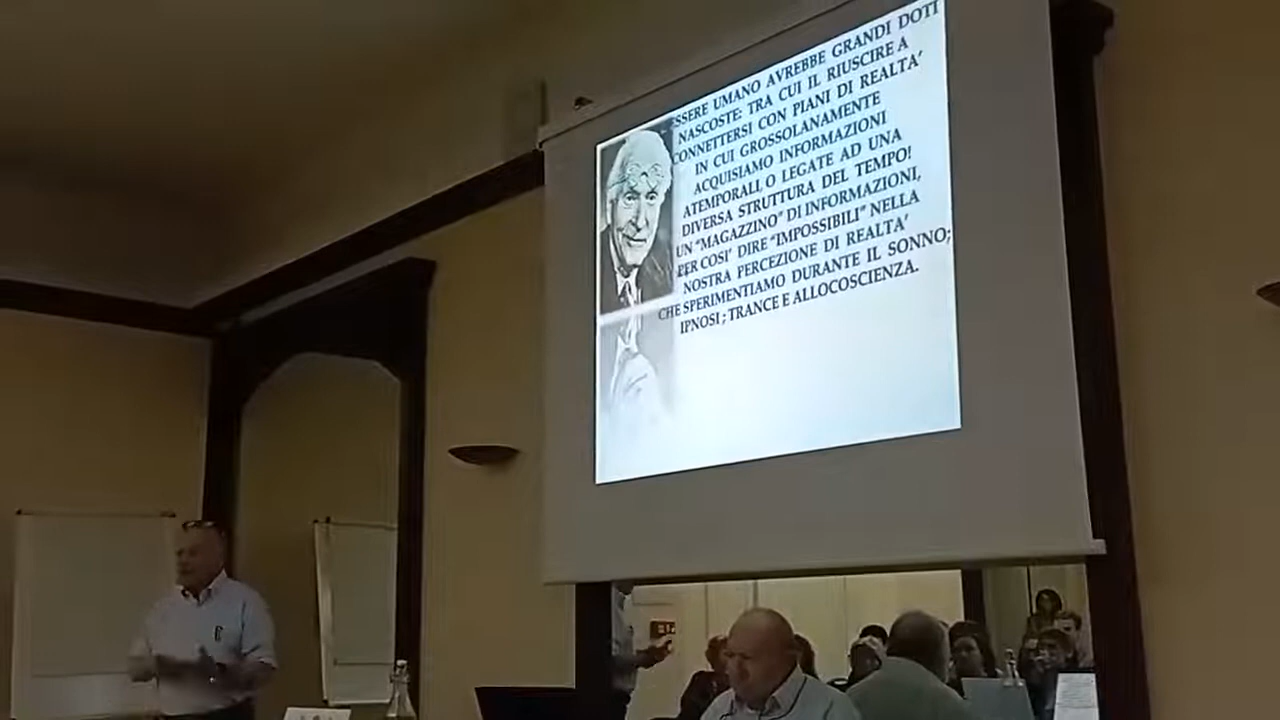 ESSERE UMANO AVREBBE GRANDI DOTI
NASCOSTE: TRA CUI IL RIUSCIRE A
CONNETTERSI CON PIANI DI REALTA'
IN CUI GROSSOLANAMENTE
ACQUISIAMO INFORMAZIONI
ATEMPORALI, O LEGATE AD UNA
DIVERSA STRUTTURA DEL TEMPO!
UN "MAGAZZINO" DI INFORMAZIONI,
PER COSI' DIRE "IMPOSSIBILI" NELLA
NOSTRA PERCEZIONE DI REALTA'
CHE SPERIMENTIAMO DURANTE IL SONNO;
IPNOSI ; TRANCE E ALLOCOSCIENZA.